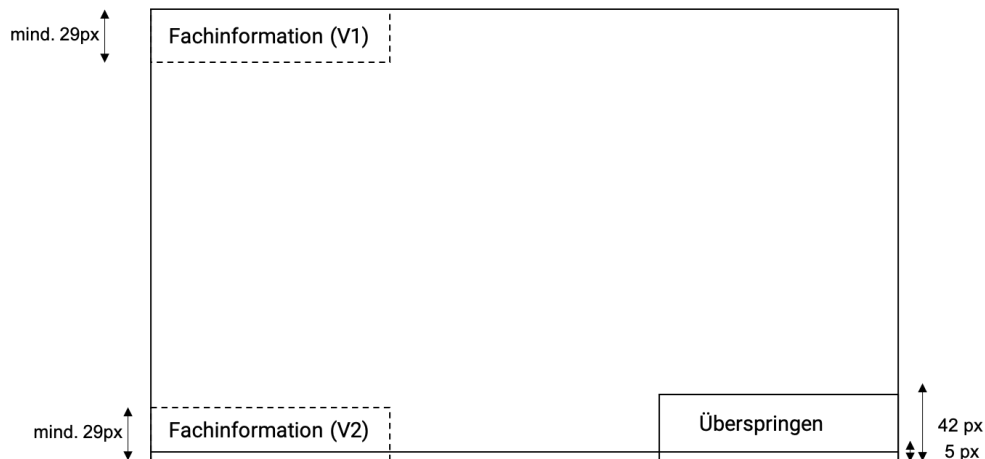 mind. 29px
Fachinformation (V1)
mind. 29px
Fachinformation (V2)
Überspringen
42 px
5 px